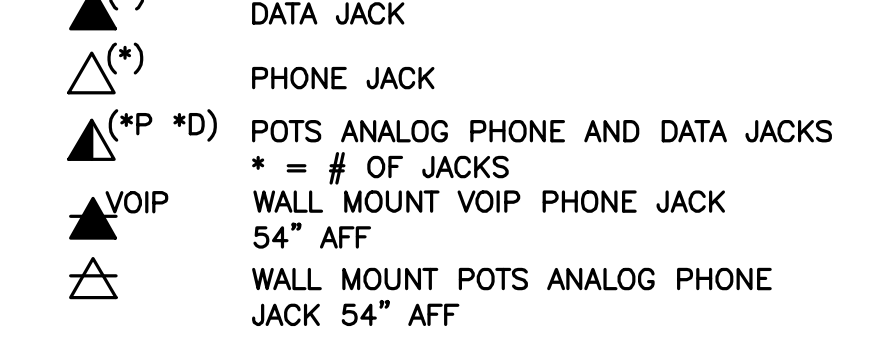 DATA JACK
(*) PHONE JACK
(*P *D) POTS ANALOG PHONE AND DATA JACKS
* = # OF JACKS
VOIP WALL MOUNT VOIP PHONE JACK
54" AFF
WALL MOUNT POTS ANALOG PHONE
JACK 54" AFF